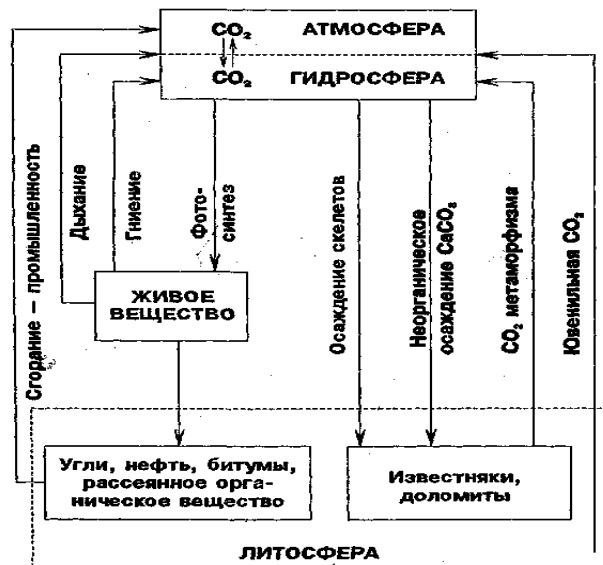 CO₂ АТМОСФЕРА
CO₂ ГИДРОСФЕРА
Сгорание – промышленность
Дыхание
Гниение
Фото-
синтез
Осаждение скелетов
Неорганическое
осаждение CaCO₃
CO₂ метаморфизма
Ювенильная CO₂
ЖИВОЕ
ВЕЩЕСТВО
Угли, нефть, битумы,
рассеянное орга-
ническое вещество
Известняки,
доломиты
ЛИТОСФЕРА